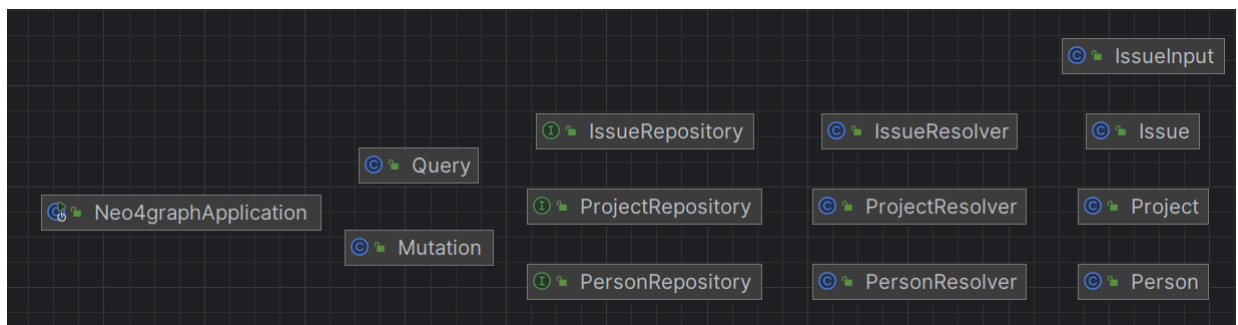 IssueInput
IssueRepository
IssueResolver
Issue
Query
Neo4graphApplication
ProjectRepository
ProjectResolver
Project
Mutation
PersonRepository
PersonResolver
Person